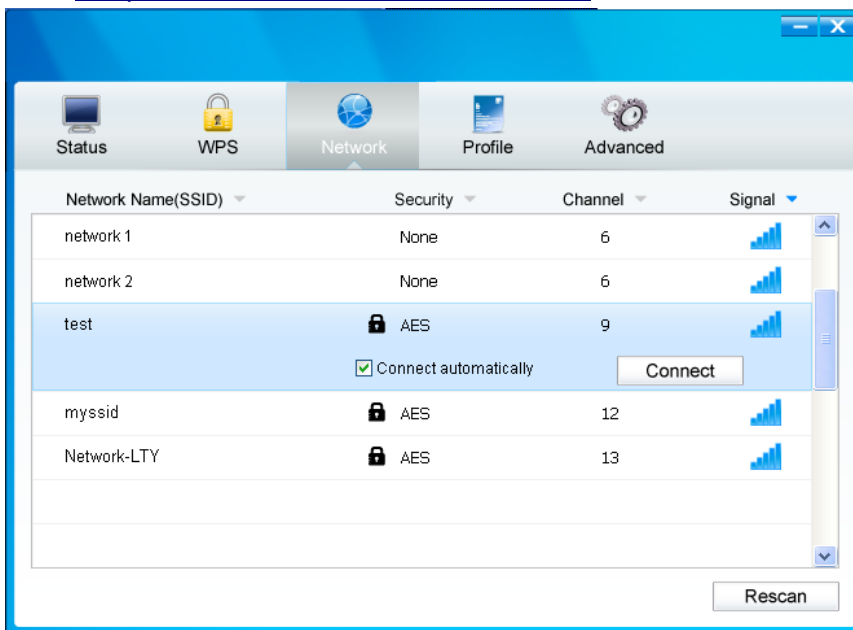 Status WPS Network Profile Advanced
Network Name(SSID) Security Channel Signal
network 1 None 6
network 2 None 6
test AES 9
Connect automatically Connect
myssid AES 12
Network-LTY AES 13
Rescan